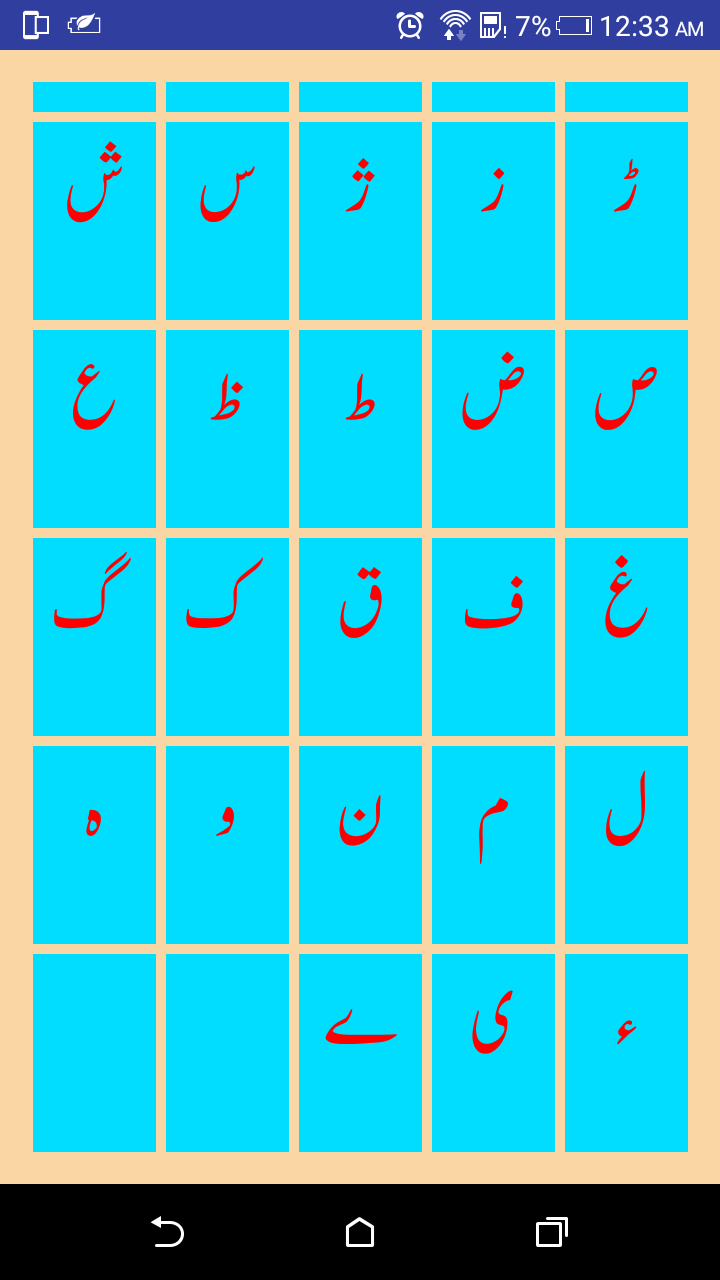 7% 12:33 AM
ڑ ز ژ س ش
ص ض ط ظ ع
غ ف ق ک گ
ل م ن و ہ
ء ی ے